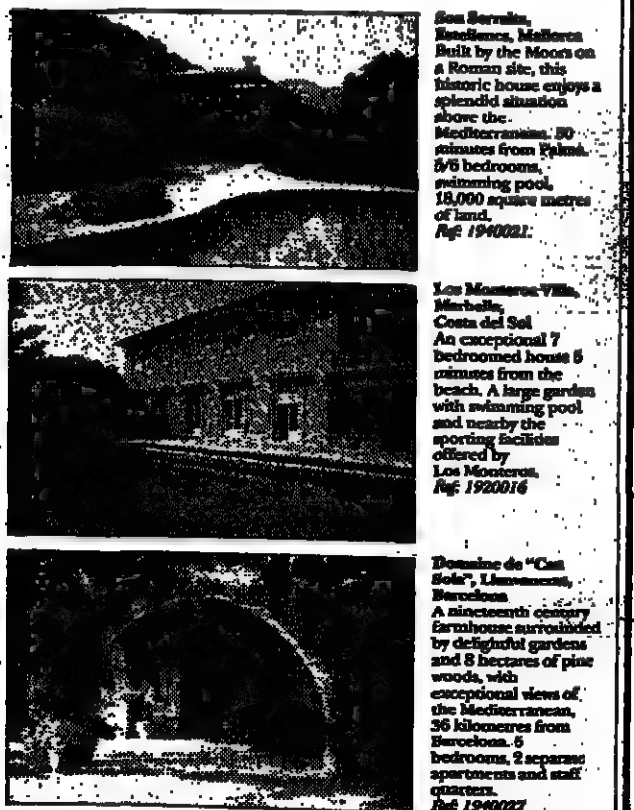 Son Serralta,
Estellencs, Mallorca
Built by the Moors on
a Roman site, this
historic house enjoys a
splendid situation
above the
Mediterranean. 30
minutes from Palma.
5/6 bedrooms,
swimming pool,
18,000 square metres
of land.
Ref: 1940021.
Los Monteros Villa,
Marbella,
Costa del Sol
An exceptional 7
bedroomed house 5
minutes from the
beach. A large garden
with swimming pool
and nearby the
sporting facilities
offered by
Los Monteros.
Ref: 1920016
Domaine de "Can
Sola", Llavaneras,
Barcelona
A nineteenth century
farmhouse surrounded
by delightful gardens
and 8 hectares of pine
woods, with
exceptional views of
the Mediterranean,
36 kilometres from
Barcelona.
bedrooms, 2 separate
apartments and staff
quarters.
Ref: 1940027